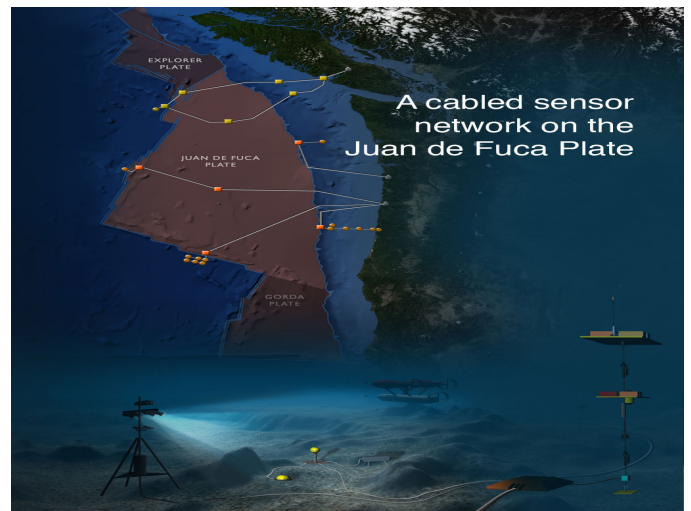 EXPLORER
PLATE
A cabled sensor
network on the
Juan de Fuca Plate
JUAN DE FUCA
PLATE
GORDA
PLATE